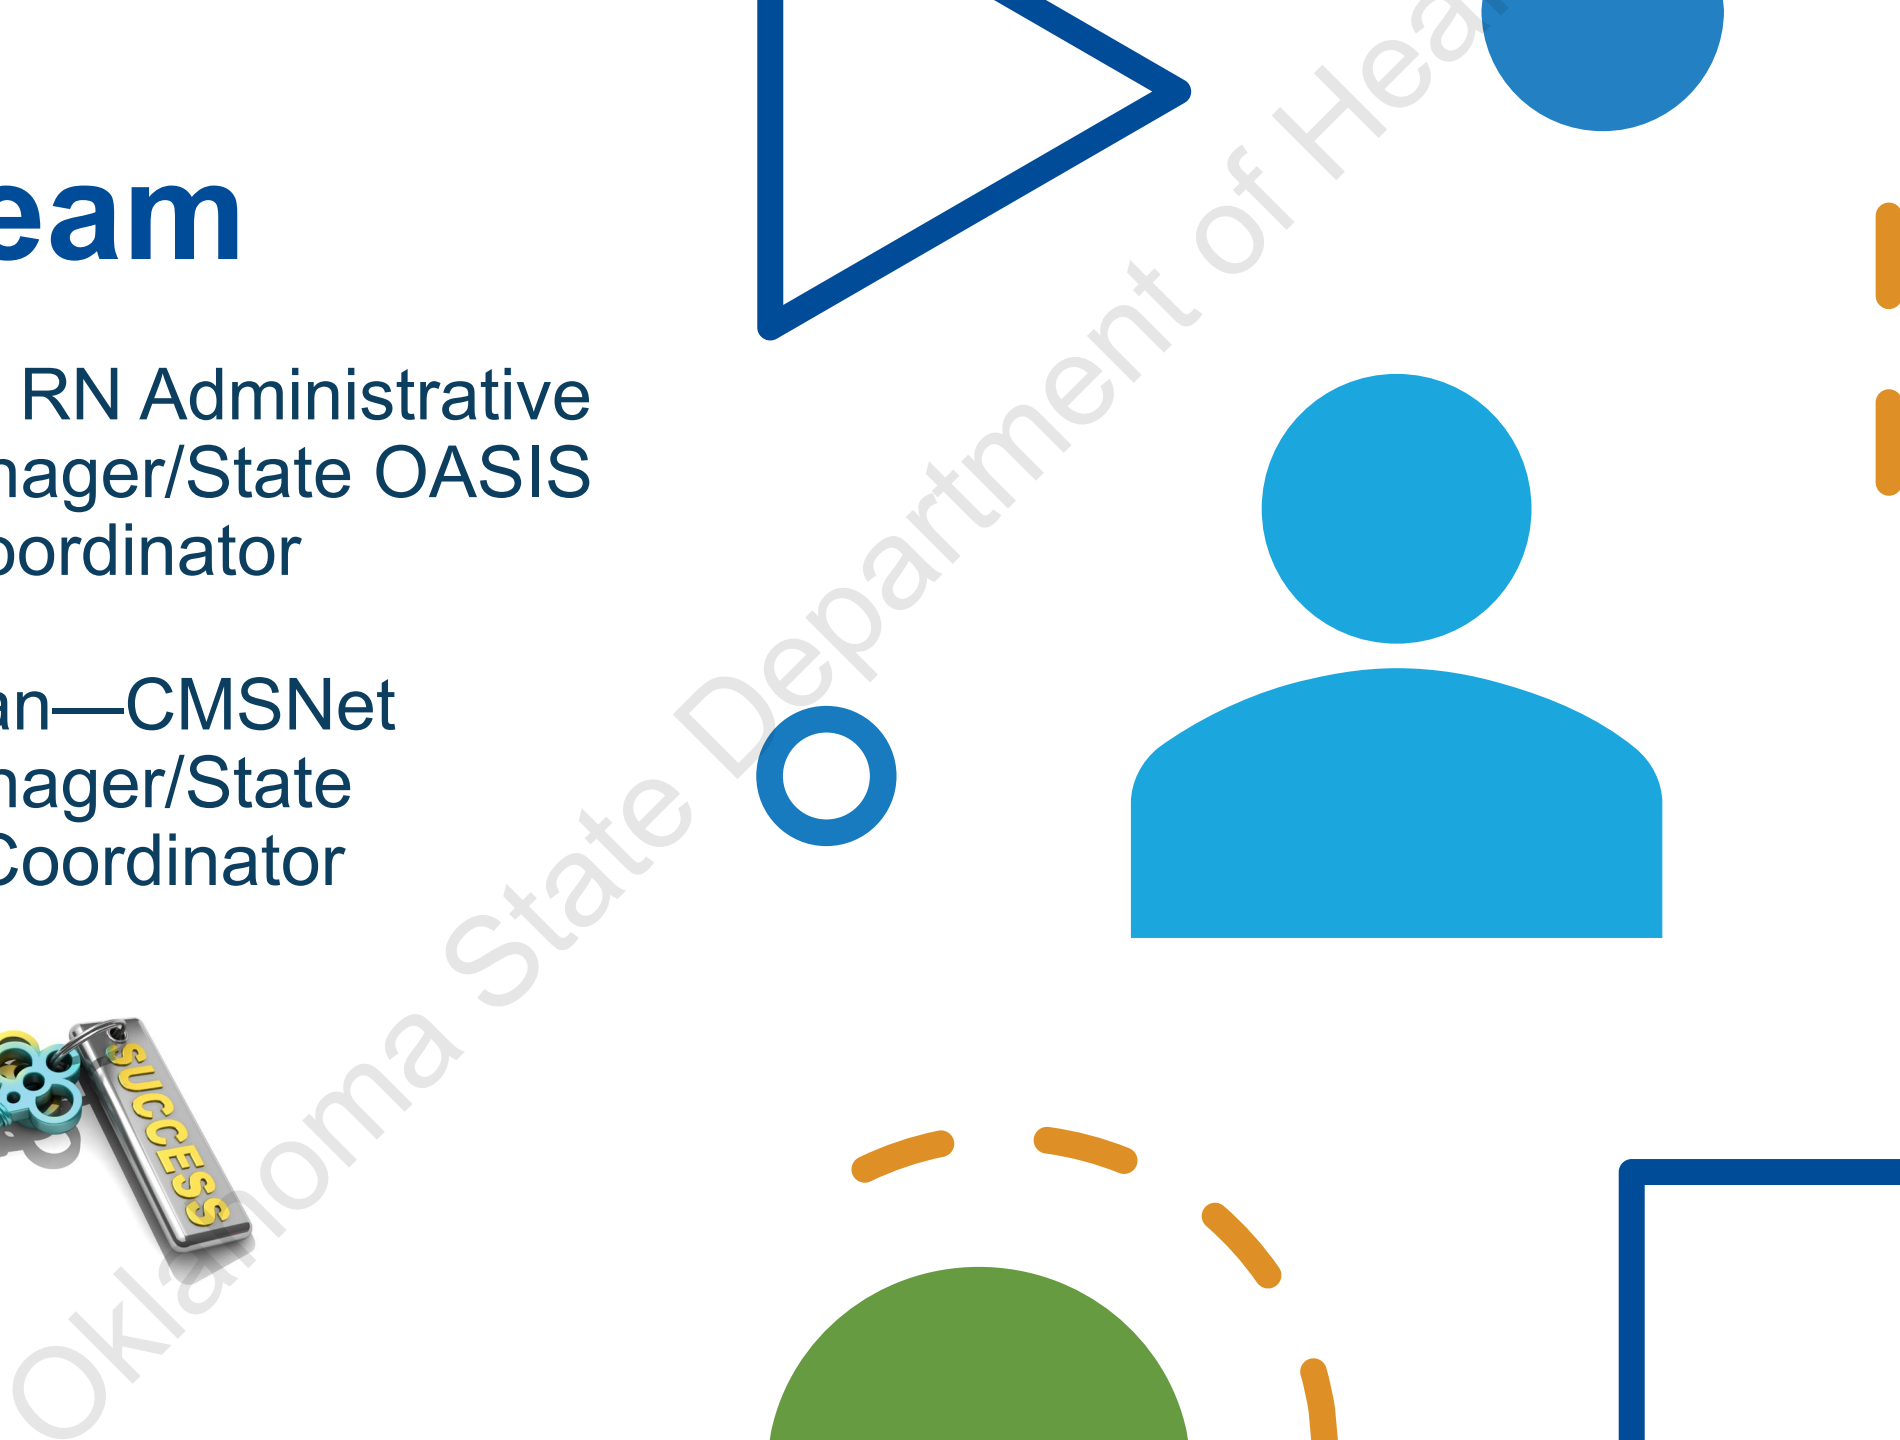 eam
RN Administrative
nager/State OASIS
oordinator
an—CMSNet
nager/State
Coordinator
SUCCESS
Oklahoma State Department of Hea